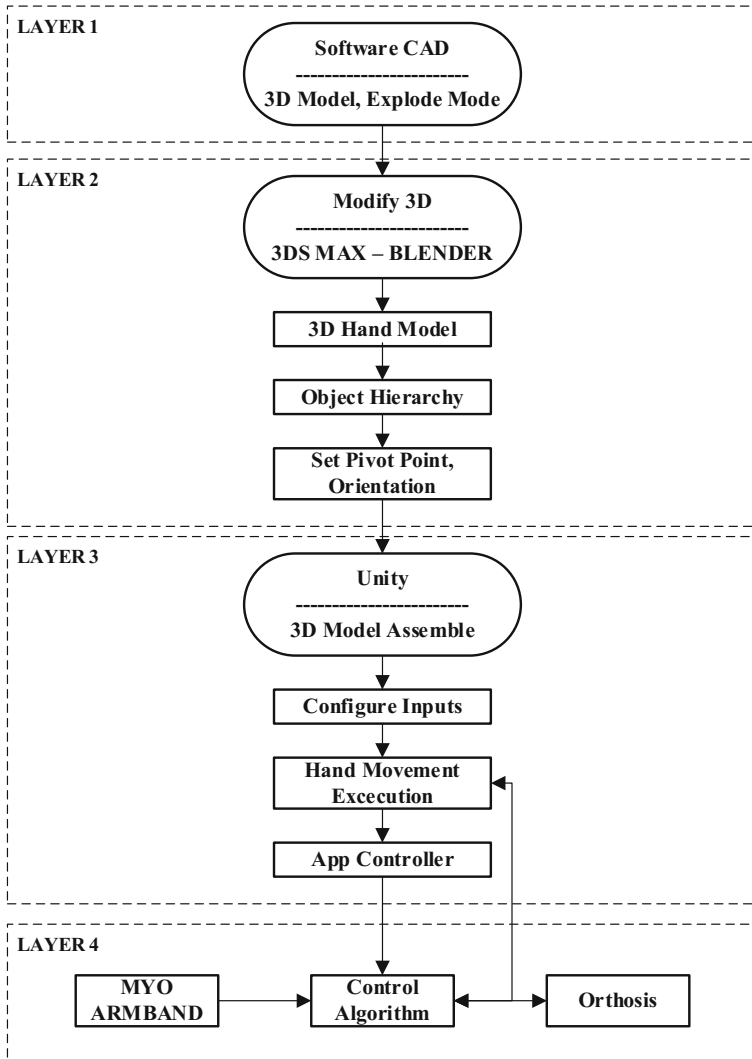 LAYER 1
Software CAD
------------------------
3D Model, Explode Mode
LAYER 2
Modify 3D
------------------------
3DS MAX – BLENDER
3D Hand Model
Object Hierarchy
Set Pivot Point,
Orientation
LAYER 3
Unity
------------------------
3D Model Assemble
Configure Inputs
Hand Movement
Excecution
App Controller
LAYER 4
MYO
ARMBAND
Control
Algorithm
Orthosis